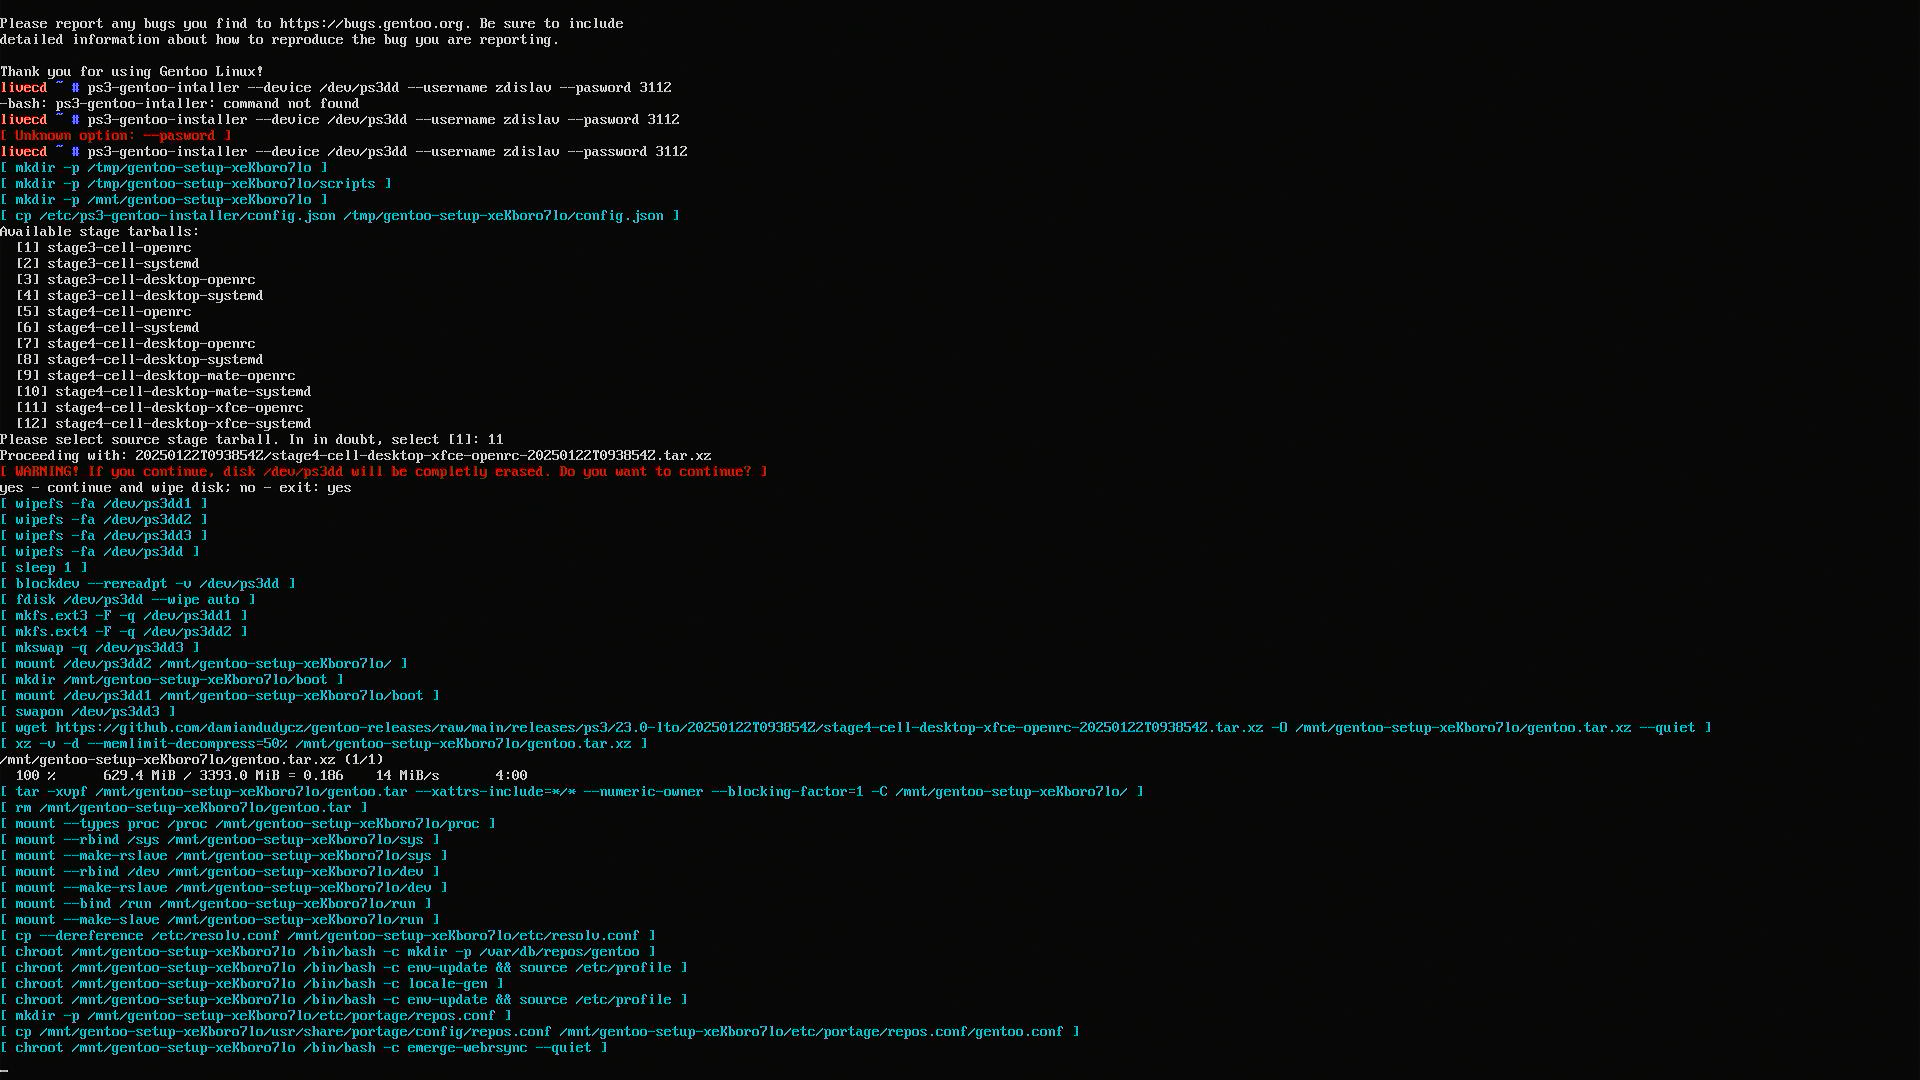 Please report any bugs you find to https://bugs.gentoo.org. Be sure to include
detailed information about how to reproduce the bug you are reporting.
Thank you for using Gentoo Linux!
livecd ~ # ps3-gentoo-intaller --device /dev/ps3dd --username zdislav --pasword 3112
-bash: ps3-gentoo-intaller: command not found
livecd ~ # ps3-gentoo-installer --device /dev/ps3dd --username zdislav --pasword 3112
[ Unknown option: --pasword ]
livecd ~ # ps3-gentoo-installer --device /dev/ps3dd --username zdislav --password 3112
[ mkdir -p /tmp/gentoo-setup-xeKboro7lo ]
[ mkdir -p /tmp/gentoo-setup-xeKboro7lo/scripts ]
[ mkdir -p /mnt/gentoo-setup-xeKboro7lo ]
[ cp /etc/ps3-gentoo-installer/config.json /tmp/gentoo-setup-xeKboro7lo/config.json ]
Available stage tarballs:
[1] stage3-cell-openrc
[2] stage3-cell-systemd
[3] stage3-cell-desktop-openrc
[4] stage3-cell-desktop-systemd
[5] stage4-cell-openrc
[6] stage4-cell-systemd
[7] stage4-cell-desktop-openrc
[8] stage4-cell-desktop-systemd
[9] stage4-cell-desktop-mate-openrc
[10] stage4-cell-desktop-mate-systemd
[11] stage4-cell-desktop-xfce-openrc
[12] stage4-cell-desktop-xfce-systemd
Please select source stage tarball. In in doubt, select [1]: 11
Proceeding with: 20250122T093854Z/stage4-cell-desktop-xfce-openrc-20250122T093854Z.tar.xz
[ WARNING! If you continue, disk /dev/ps3dd will be completly erased. Do you want to continue? ]
yes - continue and wipe disk; no - exit: yes
[ wipefs -fa /dev/ps3dd1 ]
[ wipefs -fa /dev/ps3dd2 ]
[ wipefs -fa /dev/ps3dd3 ]
[ wipefs -fa /dev/ps3dd ]
[ sleep 1 ]
[ blockdev --rereadpt -v /dev/ps3dd ]
[ fdisk /dev/ps3dd --wipe auto ]
[ mkfs.ext3 -F -q /dev/ps3dd1 ]
[ mkfs.ext4 -F -q /dev/ps3dd2 ]
[ mkswap -q /dev/ps3dd3 ]
[ mount /dev/ps3dd2 /mnt/gentoo-setup-xeKboro7lo/ ]
[ mkdir /mnt/gentoo-setup-xeKboro7lo/boot ]
[ mount /dev/ps3dd1 /mnt/gentoo-setup-xeKboro7lo/boot ]
[ swapon /dev/ps3dd3 ]
[ wget https://github.com/damiandudycz/gentoo-releases/raw/main/releases/ps3/23.0-lto/20250122T093854Z/stage4-cell-desktop-xfce-openrc-20250122T093854Z.tar.xz -O /mnt/gentoo-setup-xeKboro7lo/gentoo.tar.xz --quiet ]
[ xz -v -d --memlimit-decompress=50% /mnt/gentoo-setup-xeKboro7lo/gentoo.tar.xz ]
/mnt/gentoo-setup-xeKboro7lo/gentoo.tar.xz (1/1)
100 % 629.4 MiB / 3393.0 MiB = 0.186 14 MiB/s 4:00
[ tar -xvpf /mnt/gentoo-setup-xeKboro7lo/gentoo.tar --xattrs-include=*/* --numeric-owner --blocking-factor=1 -C /mnt/gentoo-setup-xeKboro7lo/ ]
[ rm /mnt/gentoo-setup-xeKboro7lo/gentoo.tar ]
[ mount --types proc /proc /mnt/gentoo-setup-xeKboro7lo/proc ]
[ mount --rbind /sys /mnt/gentoo-setup-xeKboro7lo/sys ]
[ mount --make-rslave /mnt/gentoo-setup-xeKboro7lo/sys ]
[ mount --rbind /dev /mnt/gentoo-setup-xeKboro7lo/dev ]
[ mount --make-rslave /mnt/gentoo-setup-xeKboro7lo/dev ]
[ mount --bind /run /mnt/gentoo-setup-xeKboro7lo/run ]
[ mount --make-slave /mnt/gentoo-setup-xeKboro7lo/run ]
[ cp --dereference /etc/resolv.conf /mnt/gentoo-setup-xeKboro7lo/etc/resolv.conf ]
[ chroot /mnt/gentoo-setup-xeKboro7lo /bin/bash -c mkdir -p /var/db/repos/gentoo ]
[ chroot /mnt/gentoo-setup-xeKboro7lo /bin/bash -c env-update && source /etc/profile ]
[ chroot /mnt/gentoo-setup-xeKboro7lo /bin/bash -c locale-gen ]
[ chroot /mnt/gentoo-setup-xeKboro7lo /bin/bash -c env-update && source /etc/profile ]
[ mkdir -p /mnt/gentoo-setup-xeKboro7lo/etc/portage/repos.conf ]
[ cp /mnt/gentoo-setup-xeKboro7lo/usr/share/portage/config/repos.conf /mnt/gentoo-setup-xeKboro7lo/etc/portage/repos.conf/gentoo.conf ]
[ chroot /mnt/gentoo-setup-xeKboro7lo /bin/bash -c emerge-webrsync --quiet ]